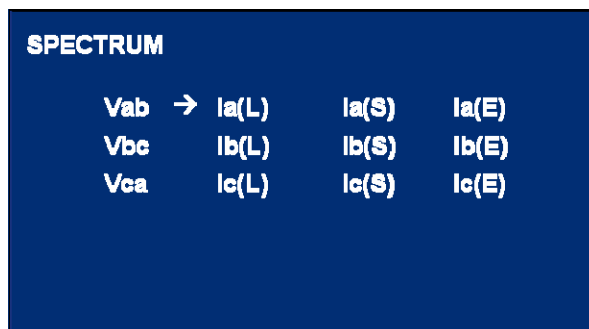 SPECTRUM
Vab → Ia(L) Ia(S) Ia(E)
Vbc Ib(L) Ib(S) Ib(E)
Vca Ic(L) Ic(S) Ic(E)